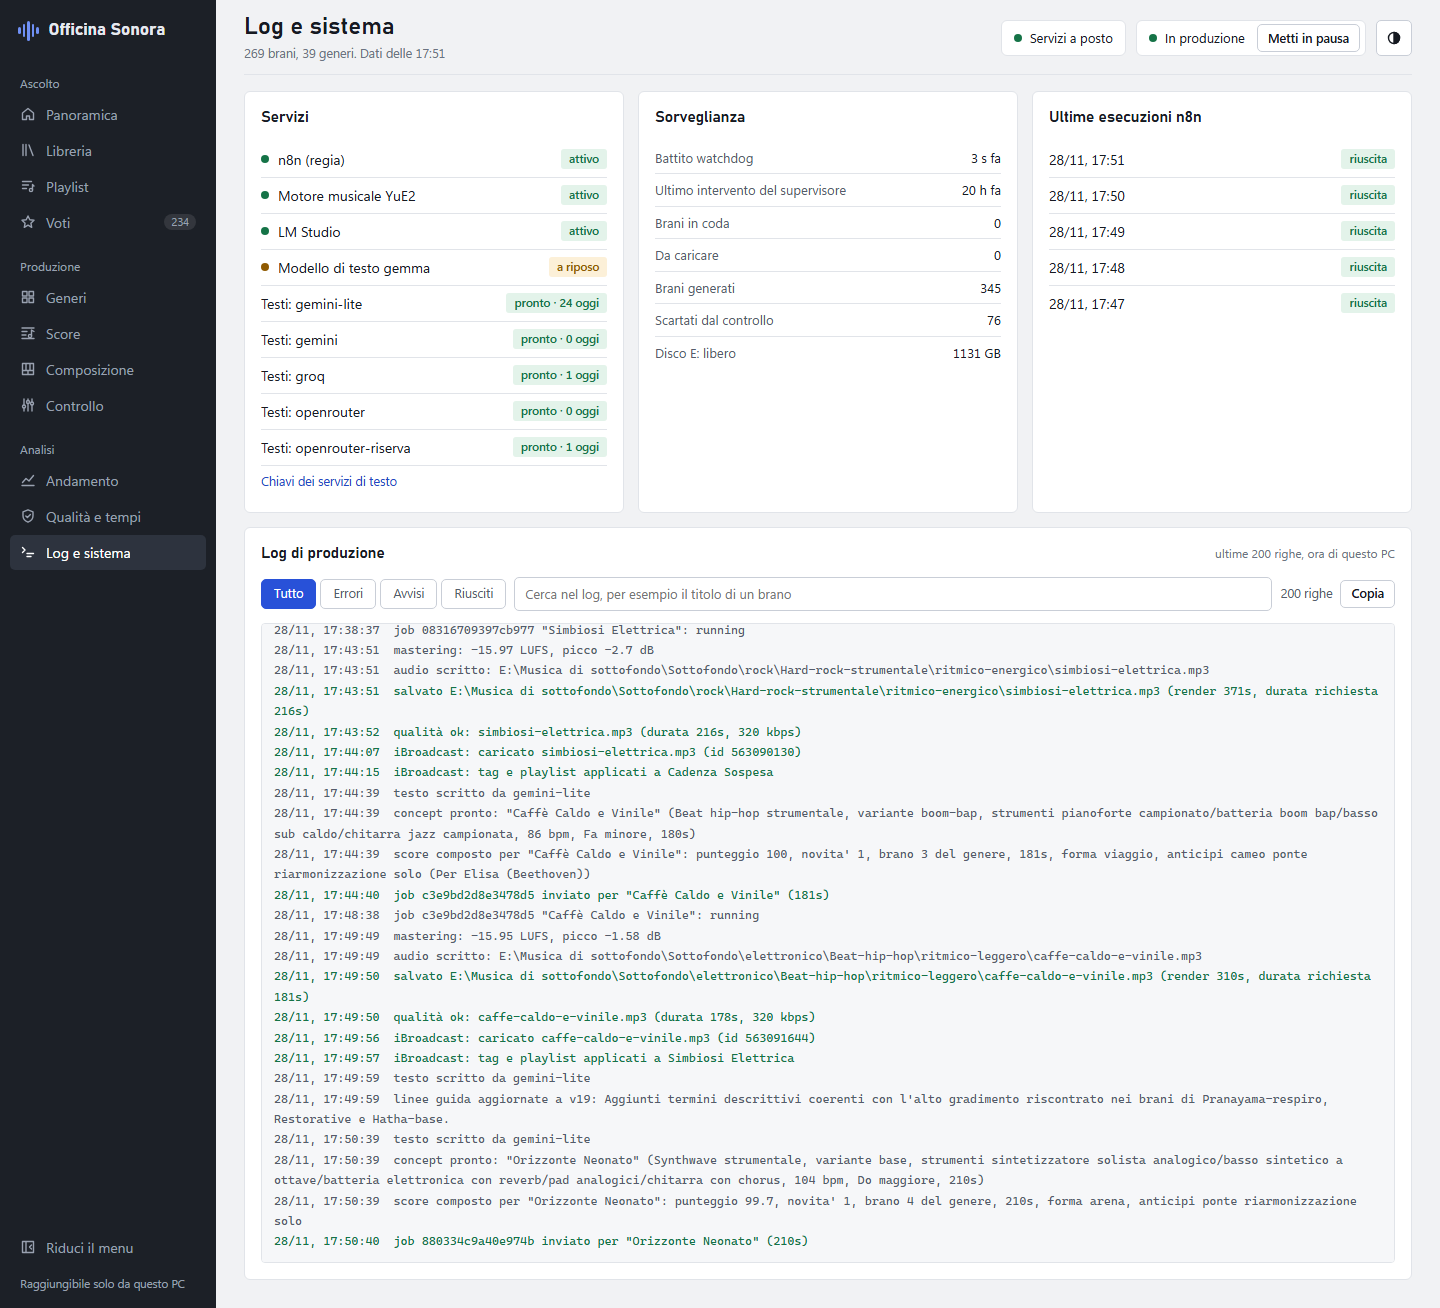 Officina Sonora
Ascolto
Panoramica
Libreria
Playlist
Voti 234
Produzione
Generi
Score
Composizione
Controllo
Analisi
Andamento
Qualità e tempi
Log e sistema
Riduci il menu
Raggiungibile solo da questo PC
Log e sistema
269 brani, 39 generi. Dati delle 17:51
Servizi a posto
In produzione Metti in pausa
Servizi
n8n (regia) attivo
Motore musicale YuE2 attivo
LM Studio attivo
Modello di testo gemma a riposo
Testi: gemini-lite pronto · 24 oggi
Testi: gemini pronto · 0 oggi
Testi: groq pronto · 1 oggi
Testi: openrouter pronto · 0 oggi
Testi: openrouter-riserva pronto · 1 oggi
Chiavi dei servizi di testo
Sorveglianza
Battito watchdog 3 s fa
Ultimo intervento del supervisore 20 h fa
Brani in coda 0
Da caricare 0
Brani generati 345
Scartati dal controllo 76
Disco E: libero 1131 GB
Ultime esecuzioni n8n
28/11, 17:51 riuscita
28/11, 17:50 riuscita
28/11, 17:49 riuscita
28/11, 17:48 riuscita
28/11, 17:47 riuscita
Log di produzione
ultime 200 righe, ora di questo PC
Tutto Errori Avvisi Riusciti Cerca nel log, per esempio il titolo di un brano 200 righe Copia
28/11, 17:38:37 job 08316709397cb977 "Simbiosi Elettrica": running
28/11, 17:43:51 mastering: -15.97 LUFS, picco -2.7 dB
28/11, 17:43:51 audio scritto: E:\Musica di sottofondo\Sottofondo\rock\Hard-rock-strumentale\ritmico-energico\simbiosi-elettrica.mp3
28/11, 17:43:51 salvato E:\Musica di sottofondo\Sottofondo\rock\Hard-rock-strumentale\ritmico-energico\simbiosi-elettrica.mp3 (render 371s, durata richiesta
216s)
28/11, 17:43:52 qualità ok: simbiosi-elettrica.mp3 (durata 216s, 320 kbps)
28/11, 17:44:07 iBroadcast: caricato simbiosi-elettrica.mp3 (id 563090130)
28/11, 17:44:15 iBroadcast: tag e playlist applicati a Cadenza Sospesa
28/11, 17:44:39 testo scritto da gemini-lite
28/11, 17:44:39 concept pronto: "Caffè Caldo e Vinile" (Beat hip-hop strumentale, variante boom-bap, strumenti pianoforte campionato/batteria boom bap/basso
sub caldo/chitarra jazz campionata, 86 bpm, Fa minore, 180s)
28/11, 17:44:39 score composto per "Caffè Caldo e Vinile": punteggio 100, novita' 1, brano 3 del genere, 181s, forma viaggio, anticipi cameo ponte
riarmonizzazione solo (Per Elisa (Beethoven))
28/11, 17:44:40 job c3e9bd2d8e3478d5 inviato per "Caffè Caldo e Vinile" (181s)
28/11, 17:48:38 job c3e9bd2d8e3478d5 "Caffè Caldo e Vinile": running
28/11, 17:49:49 mastering: -15.95 LUFS, picco -1.58 dB
28/11, 17:49:49 audio scritto: E:\Musica di sottofondo\Sottofondo\elettronico\Beat-hip-hop\ritmico-leggero\caffe-caldo-e-vinile.mp3
28/11, 17:49:50 salvato E:\Musica di sottofondo\Sottofondo\elettronico\Beat-hip-hop\ritmico-leggero\caffe-caldo-e-vinile.mp3 (render 310s, durata richiesta
181s)
28/11, 17:49:50 qualità ok: caffe-caldo-e-vinile.mp3 (durata 178s, 320 kbps)
28/11, 17:49:56 iBroadcast: caricato caffe-caldo-e-vinile.mp3 (id 563091644)
28/11, 17:49:57 iBroadcast: tag e playlist applicati a Simbiosi Elettrica
28/11, 17:49:59 testo scritto da gemini-lite
28/11, 17:49:59 linee guida aggiornate a v19: Aggiunti termini descrittivi coerenti con l'alto gradimento riscontrato nei brani di Pranayama-respiro,
Restorative e Hatha-base.
28/11, 17:50:39 testo scritto da gemini-lite
28/11, 17:50:39 concept pronto: "Orizzonte Neonato" (Synthwave strumentale, variante base, strumenti sintetizzatore solista analogico/basso sintetico a
ottave/batteria elettronica con reverb/pad analogici/chitarra con chorus, 104 bpm, Do maggiore, 210s)
28/11, 17:50:39 score composto per "Orizzonte Neonato": punteggio 99.7, novita' 1, brano 4 del genere, 210s, forma arena, anticipi ponte riarmonizzazione
solo
28/11, 17:50:40 job 880334c9a40e974b inviato per "Orizzonte Neonato" (210s)